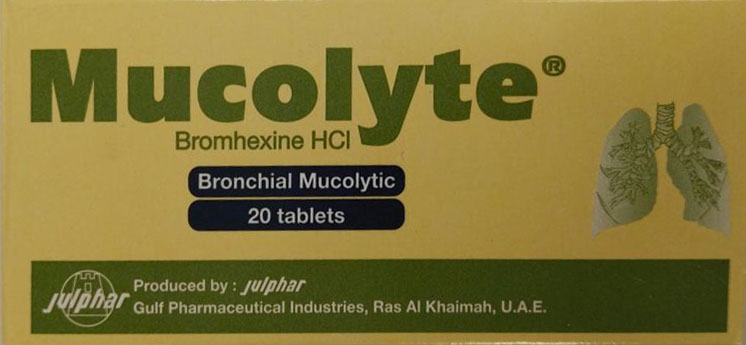 Mucolyte®
Bromhexine HCl
Bronchial Mucolytic
20 tablets
julphar
Produced by : julphar
Gulf Pharmaceutical Industries, Ras Al Khaimah, U.A.E.